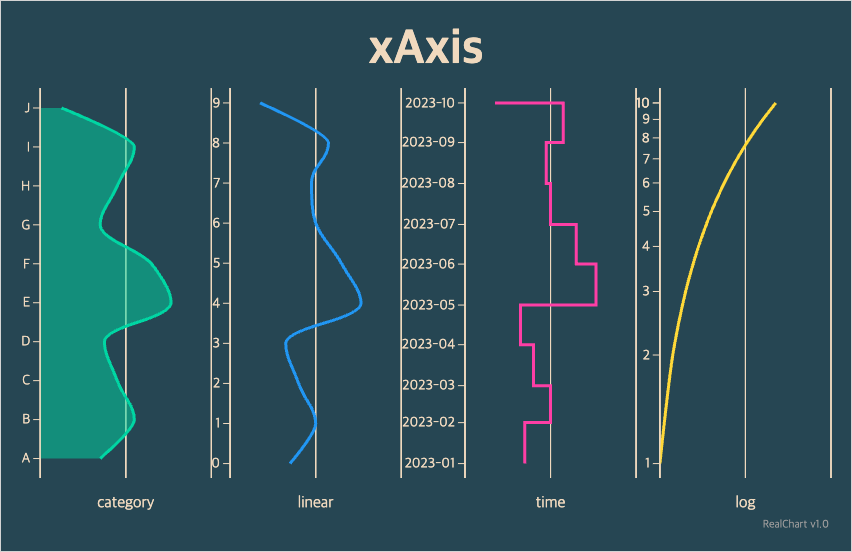 xAxis
J
I
H
G
F
E
D
C
B
A
category
9
8
7
6
5
4
3
2
1
0
linear
2023-10
2023-09
2023-08
2023-07
2023-06
2023-05
2023-04
2023-03
2023-02
2023-01
time
10
9
8
7
6
5
4
3
2
1
log
RealChart v1.0